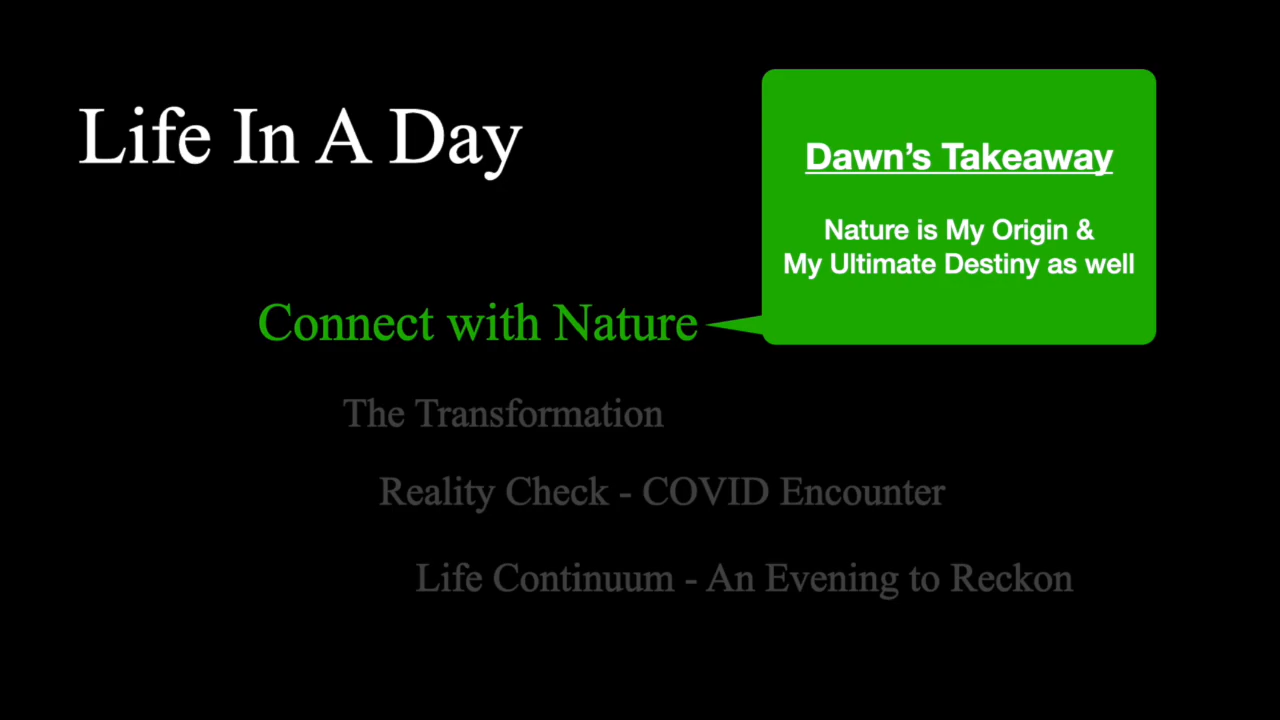 Life In A Day
Dawn's Takeaway
Nature is My Origin &
My Ultimate Destiny as well
Connect with Nature
The Transformation
Reality Check - COVID Encounter
Life Continuum - An Evening to Reckon